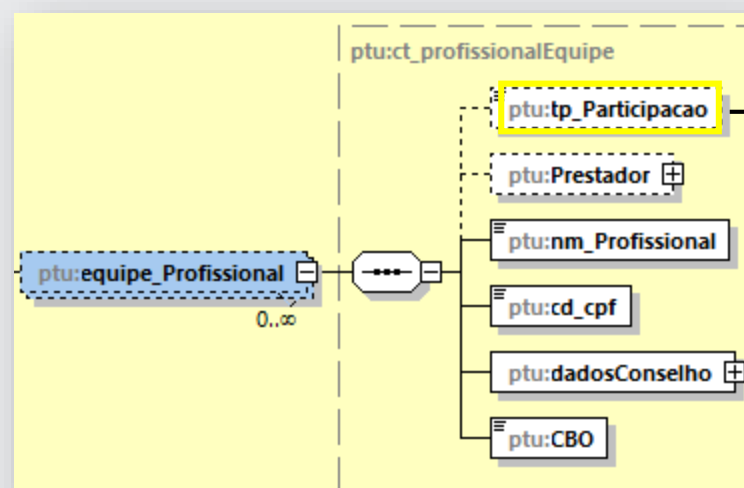 ptu:ct_profissionalEquipe
ptu:tp_Participacao
ptu:Prestador
ptu:nm_Profissional
ptu:equipe_Profissional
0..∞
ptu:cd_cpf
ptu:dadosConselho
ptu:CBO